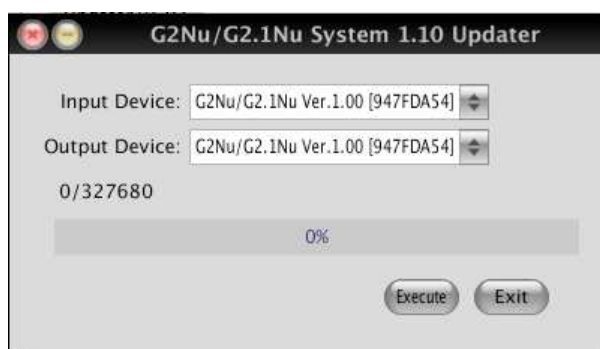 G2Nu/G2.1Nu System 1.10 Updater
Input Device: G2Nu/G2.1Nu Ver.1.00 [947FDA54]
Output Device: G2Nu/G2.1Nu Ver.1.00 [947FDA54]
0/327680
0%
Execute Exit